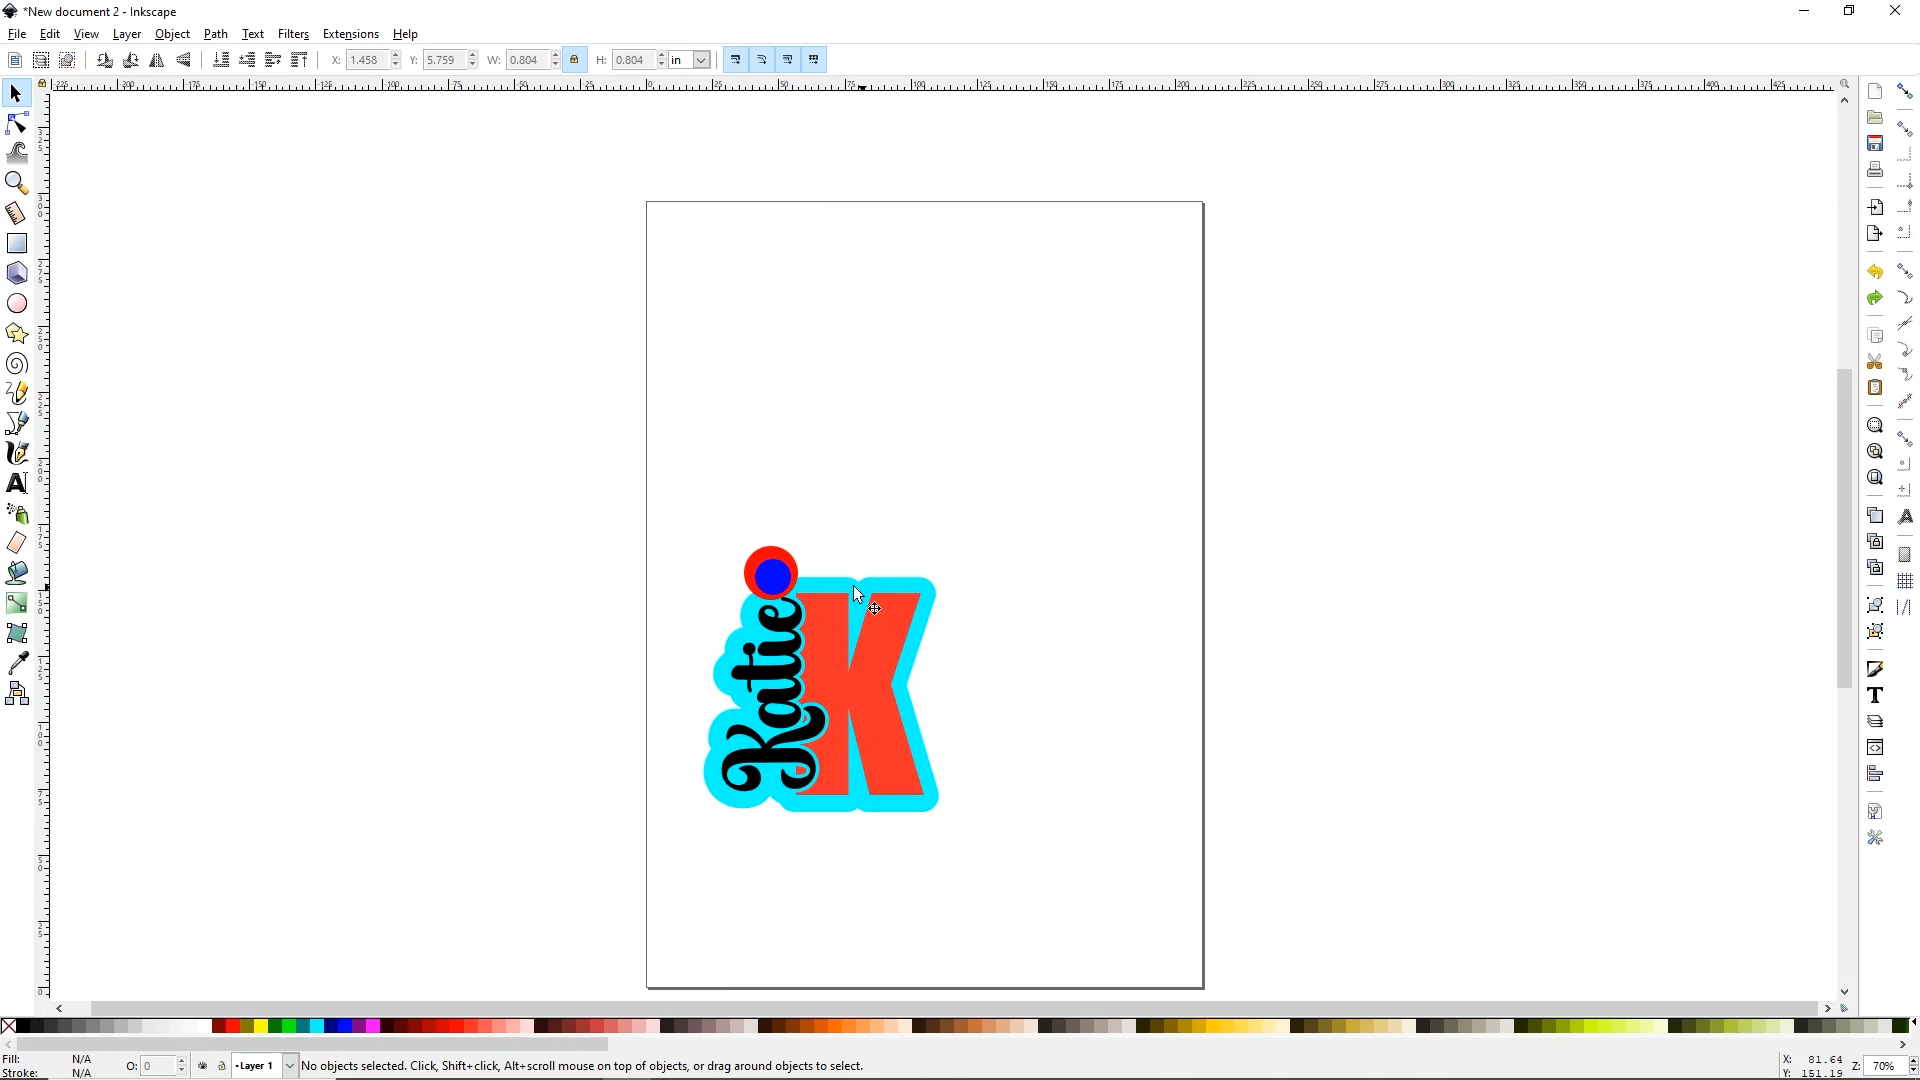 *New document 2 - Inkscape
File Edit View Layer Object Path Text Filters Extensions Help
X: 1.458 Y: 5.759 W: 0.804 H: 0.804 in
Katie
K
Fill: N/A
Stroke: N/A
O: 0
•Layer 1
No objects selected. Click, Shift+click, Alt+scroll mouse on top of objects, or drag around objects to select.
X: 81.64
Y: 151.19
Z: 70%